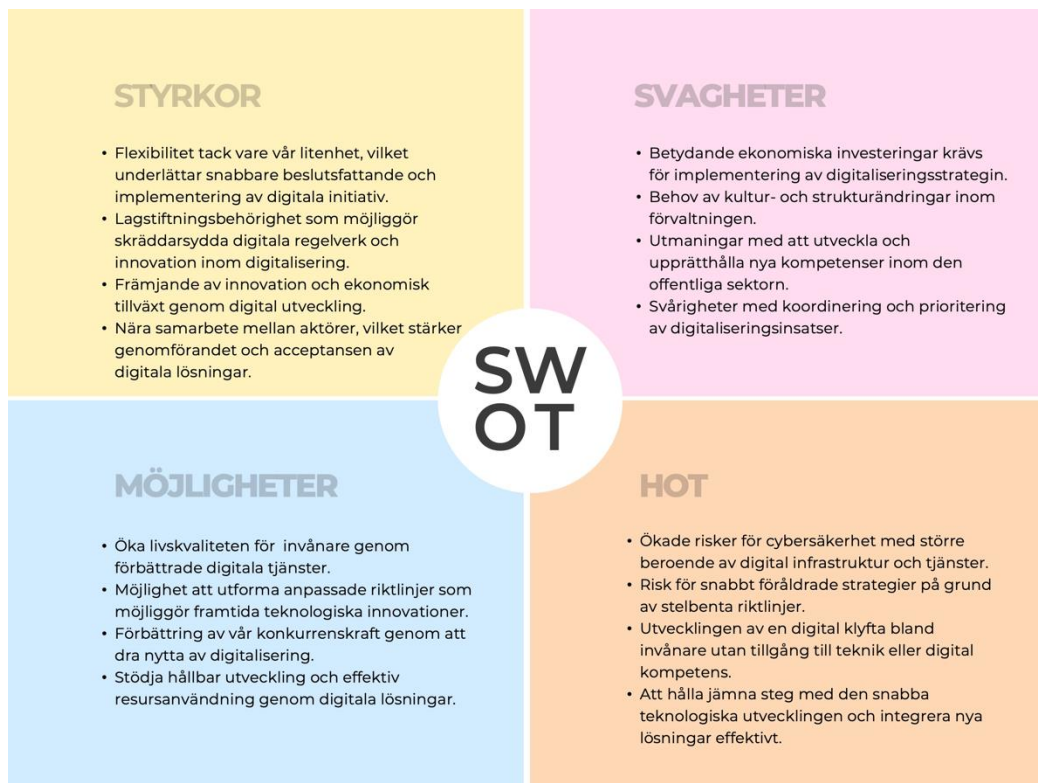 STYRKOR
• Flexibilitet tack vare vår litenhet, vilket
underlättar snabbare beslutsfattande och
implementering av digitala initiativ.
• Lagstiftningsbehörighet som möjliggör
skräddarsydda digitala regelverk och
innovation inom digitalisering.
• Främjande av innovation och ekonomisk
tillväxt genom digital utveckling.
• Nära samarbete mellan aktörer, vilket stärker
genomförandet och acceptansen av
digitala lösningar.
SVAGHETER
• Betydande ekonomiska investeringar krävs
för implementering av digitaliseringsstrategin.
• Behov av kultur- och strukturändringar inom
förvaltningen.
• Utmaningar med att utveckla och
upprätthålla nya kompetenser inom den
offentliga sektorn.
• Svårigheter med koordinering och prioritering
av digitaliseringsinsatser.
SW
OT
MÖJLIGHETER
• Öka livskvaliteten för invånare genom
förbättrade digitala tjänster.
• Möjlighet att utforma anpassade riktlinjer som
möjliggör framtida teknologiska innovationer.
• Förbättring av vår konkurrenskraft genom att
dra nytta av digitalisering.
• Stödja hållbar utveckling och effektiv
resursanvändning genom digitala lösningar.
HOT
• Ökade risker för cybersäkerhet med större
beroende av digital infrastruktur och tjänster.
• Risk för snabbt föråldrade strategier på grund
av stelbenta riktlinjer.
• Utvecklingen av en digital klyfta bland
invånare utan tillgång till teknik eller digital
kompetens.
• Att hålla jämna steg med den snabba
teknologiska utvecklingen och integrera nya
lösningar effektivt.